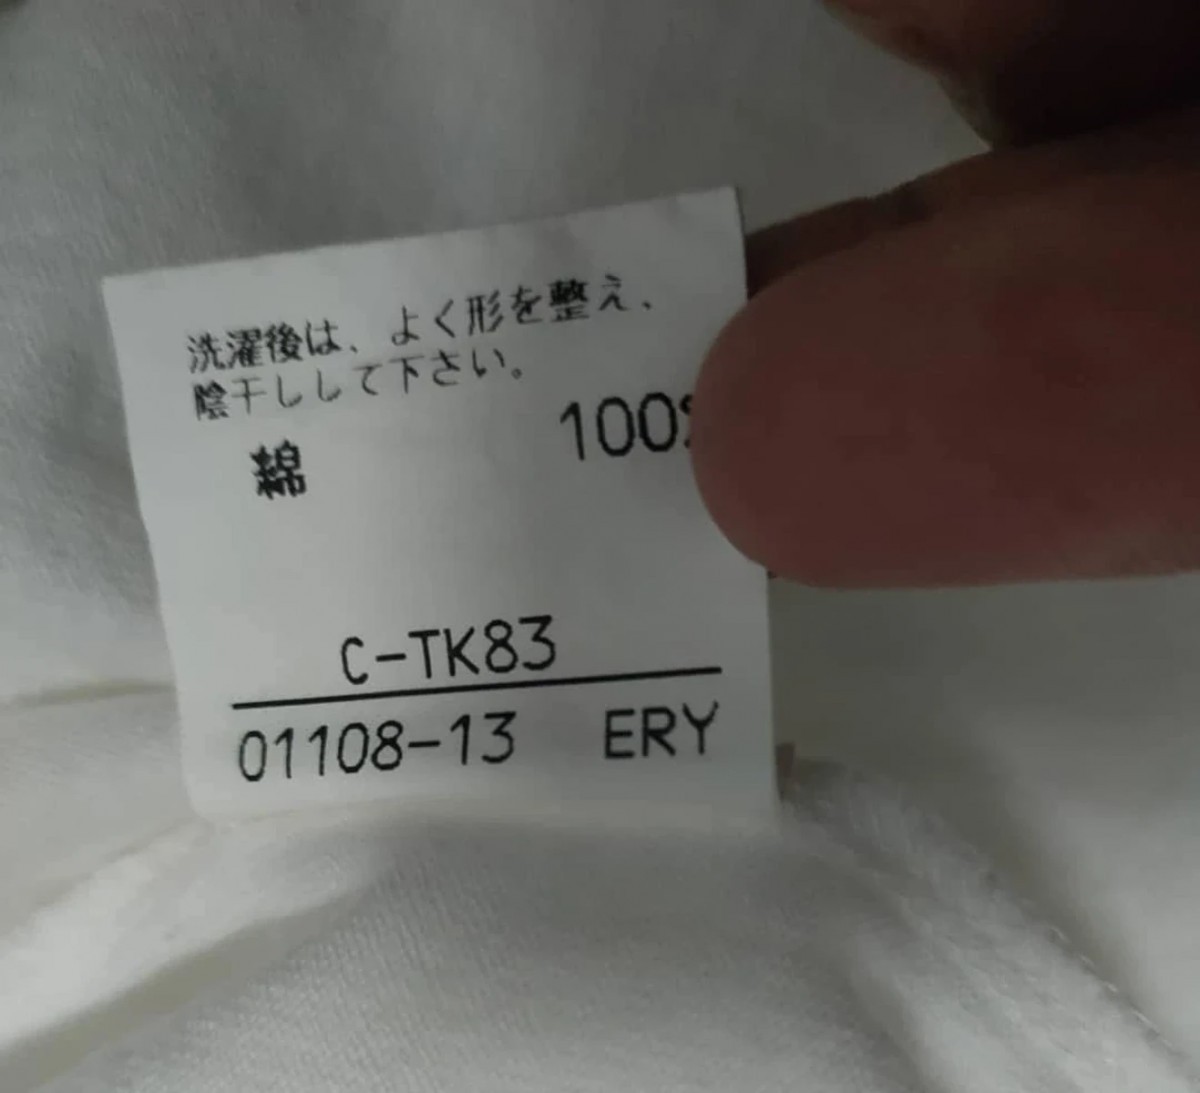 洗濯後は、よく形を整え、
陰干しして下さい。
綿 100%
C-TK83
01108-13 ERY